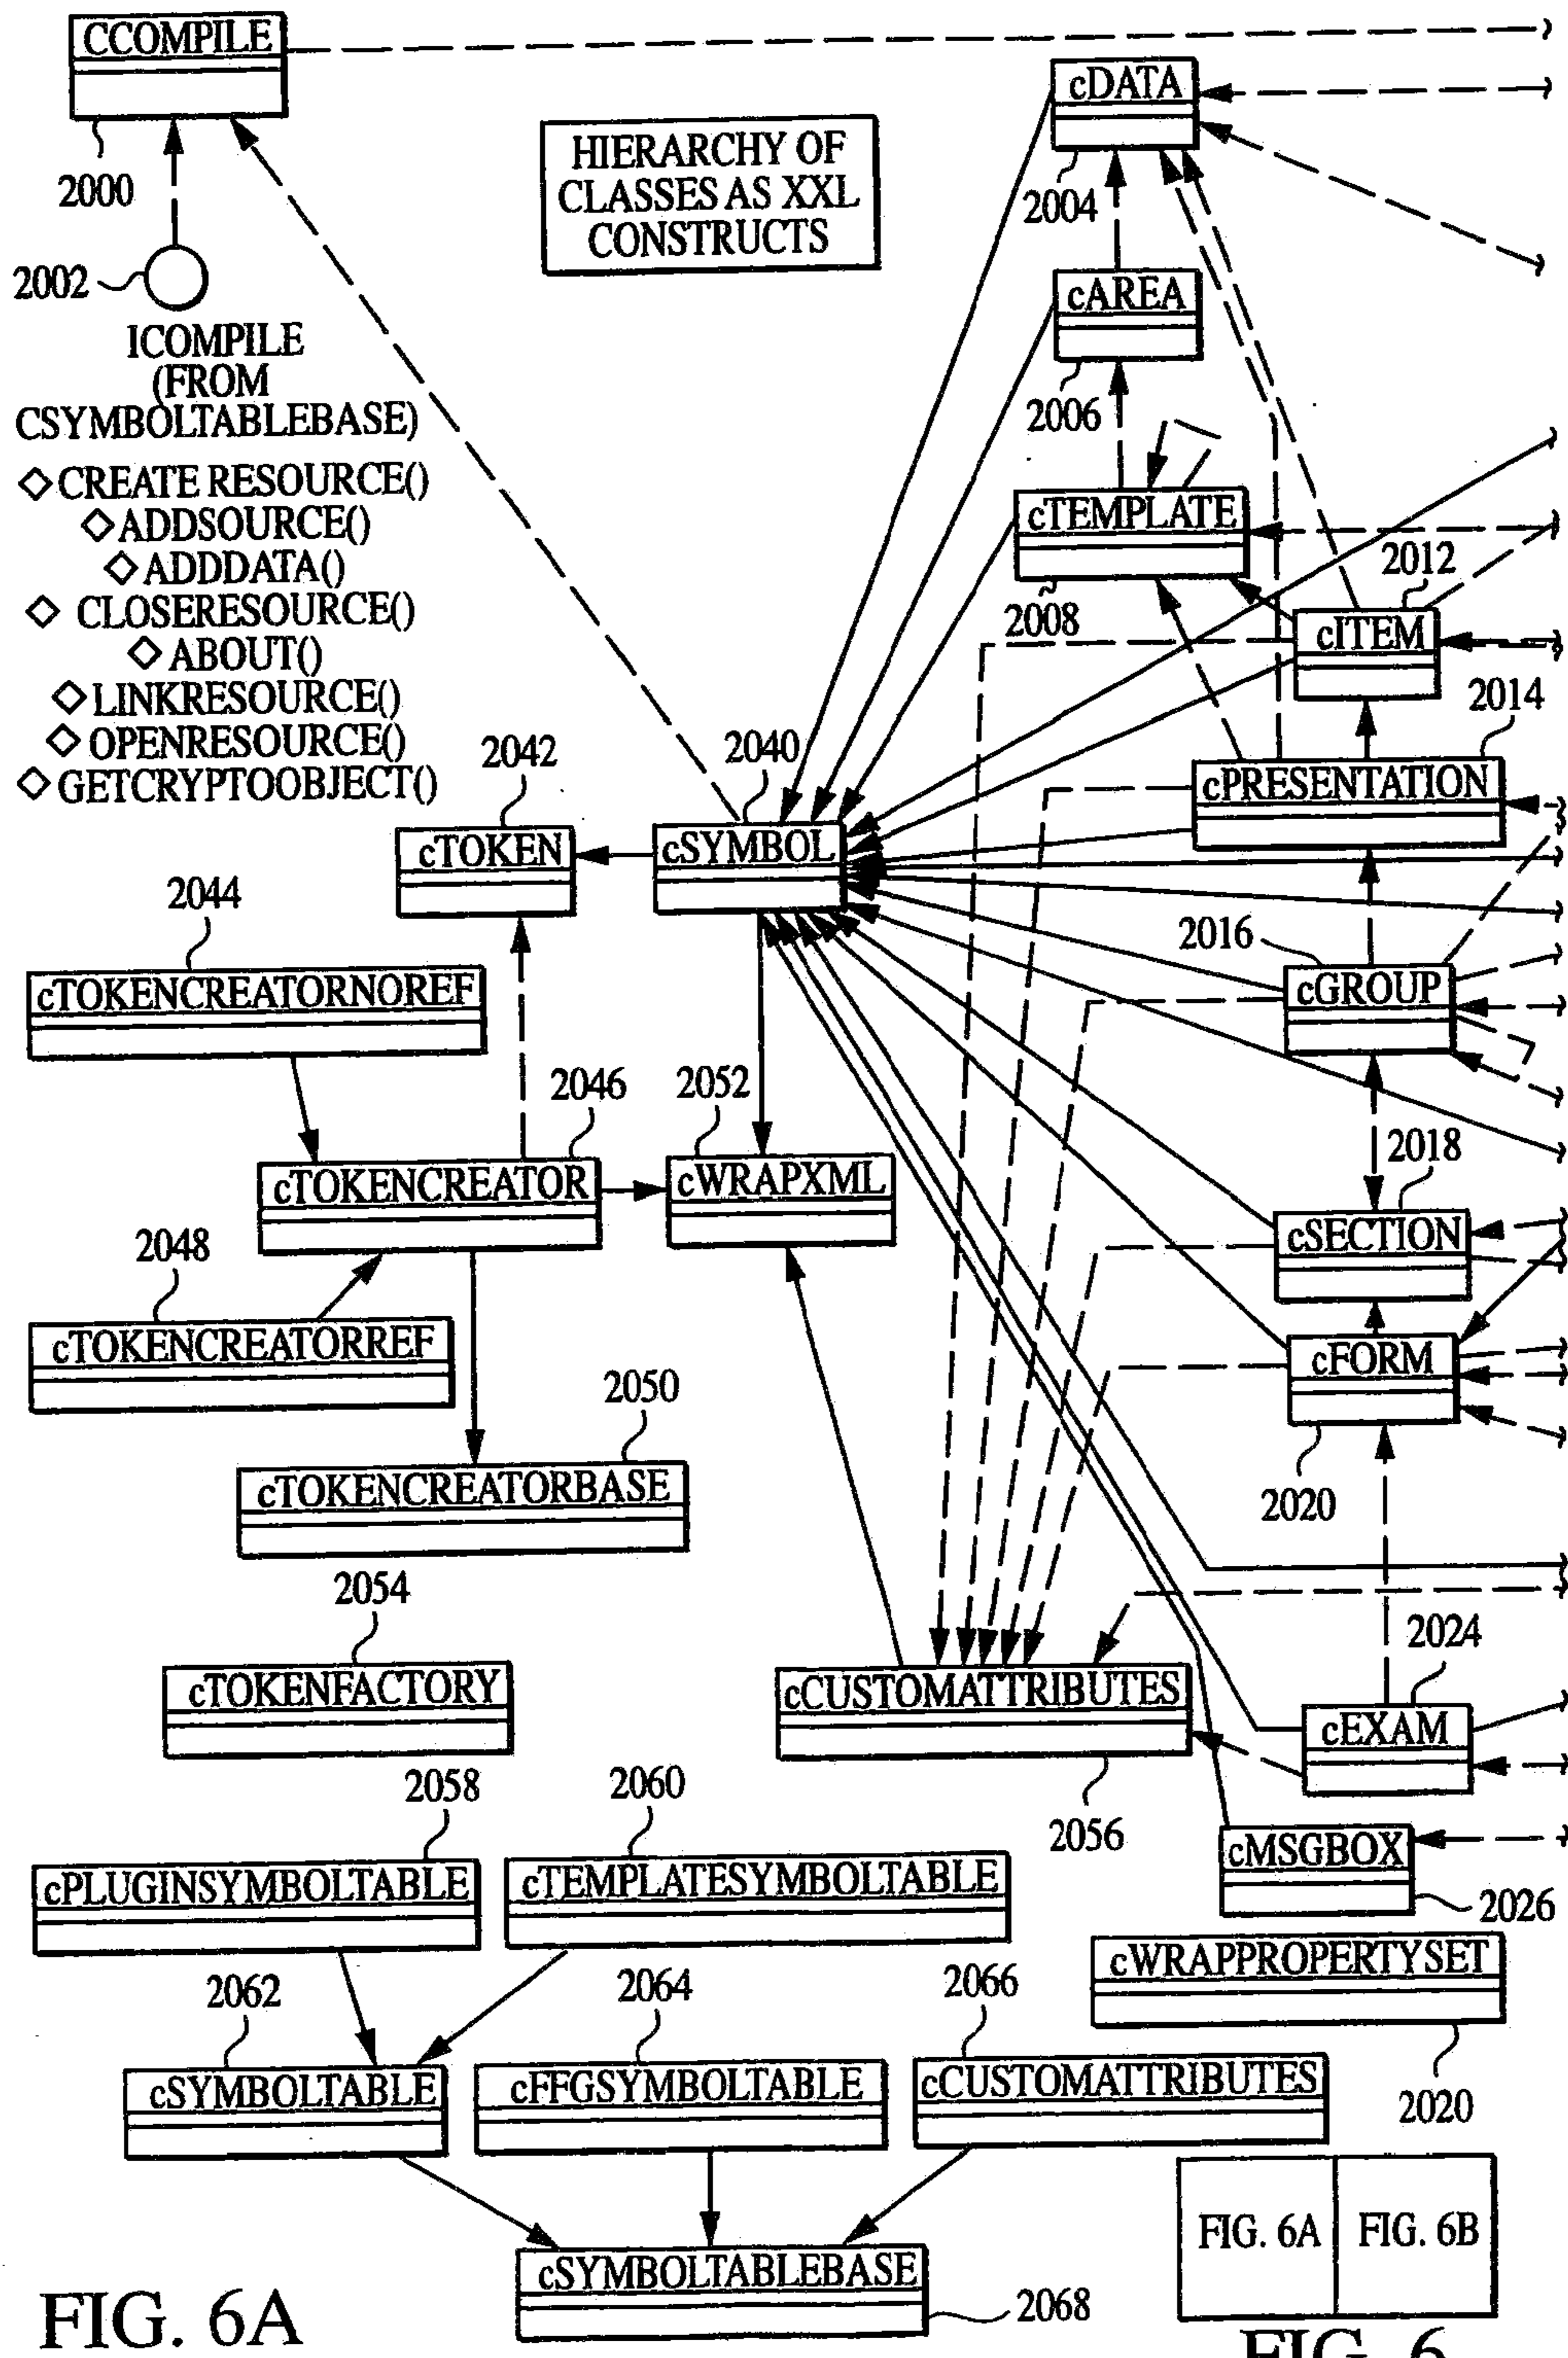 CCOMPILE
2000
2002
ICOMPILE
(FROM
CSYMBOLTABLEBASE)
◇ CREATE RESOURCE()
◇ ADDSOURCE()
◇ ADDDATA()
◇ CLOSERESOURCE()
◇ ABOUT()
◇ LINKRESOURCE()
◇ OPENRESOURCE()
◇ GETCRYPTOOBJECT()
HIERARCHY OF
CLASSES AS XXL
CONSTRUCTS
cDATA
2004
cAREA
2006
cTEMPLATE
2008
2012
cITEM
2014
cPRESENTATION
2042
2040
cTOKEN
cSYMBOL
2044
2016
cTOKENCREATORNOREF
cGROUP
2046
2052
2018
cTOKENCREATOR
cWRAPXML
cSECTION
2048
cTOKENCREATORREF
cFORM
2020
2050
cTOKENCREATORBASE
2054
cTOKENFACTORY
cCUSTOMATTRIBUTES
2056
2024
cEXAM
2058
2060
cPLUGINSYMBOLTABLE
cTEMPLATESYMBOLTABLE
cMSGBOX
2026
cWRAPPROPERTYSET
2020
2062
2064
2066
cSYMBOLTABLE
cFFGSYMBOLTABLE
cCUSTOMATTRIBUTES
cSYMBOLTABLEBASE
2068
FIG. 6A
FIG. 6B
FIG. 6A
FIG. 6